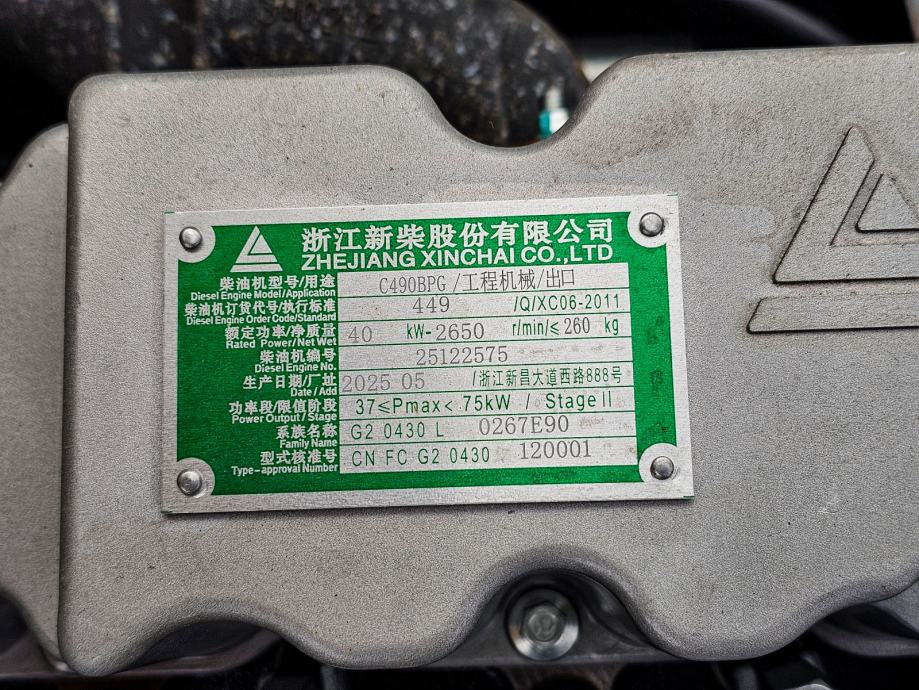 浙江新柴股份有限公司
ZHEJIANG XINCHAI CO.,LTD
柴油机型号/用途 C490BPG /工程机械/出口
Diesel Engine Model/Application
柴油机订货代号/执行标准 449 /Q/XC06-2011
Diesel Engine Order Code/Standard
额定功率/净质量 40 kW-2650 r/min/≤260 kg
Rated Power/Net Wet
柴油机编号 25122575
Diesel Engine No.
生产日期/厂址 2025 05 /浙江新昌大道西路888号
Date / Add
功率段/限值阶段 37≤Pmax<75kW / Stage II
Power Output / Stage
系族名称 G2 0430 L 0267E90
Family Name
型式核准号 CN FC G2 0430 120001
Type-approval Number